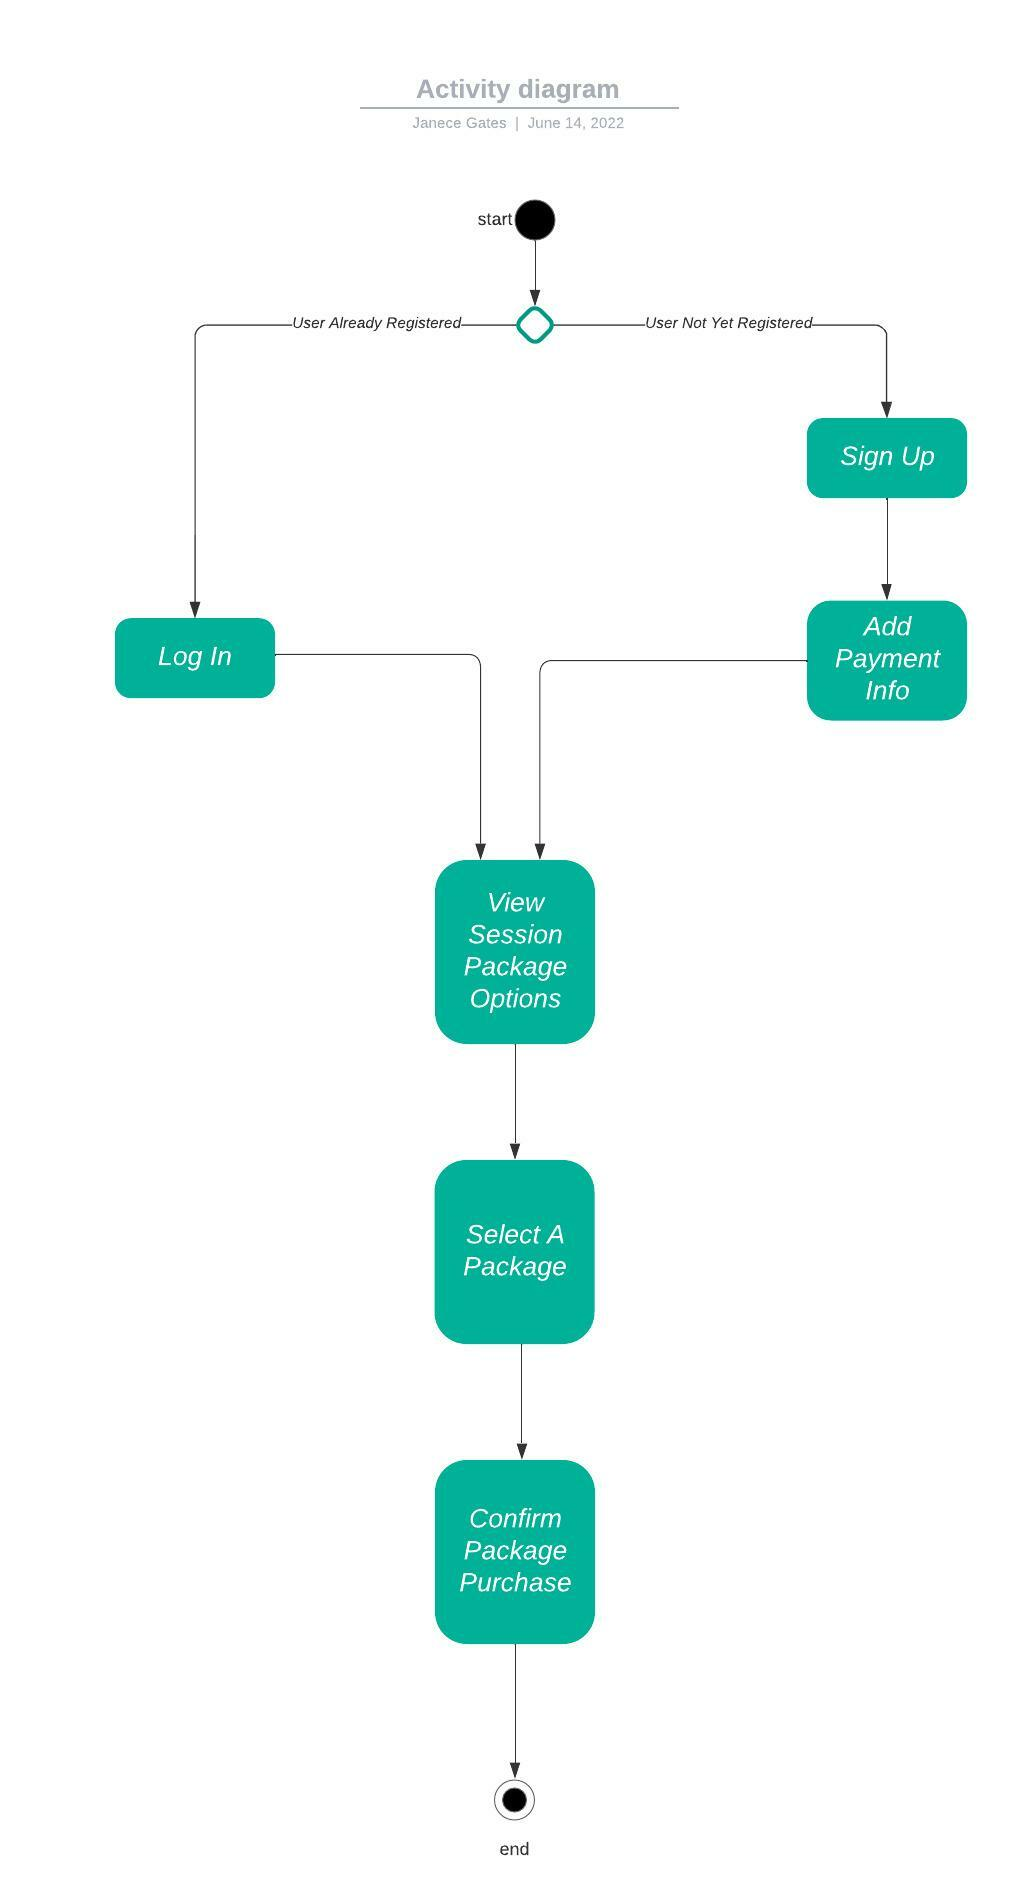 Activity diagram
Janece Gates | June 14, 2022
start
User Already Registered
User Not Yet Registered
Sign Up
Log In
Add
Payment
Info
View
Session
Package
Options
Select A
Package
Confirm
Package
Purchase
end